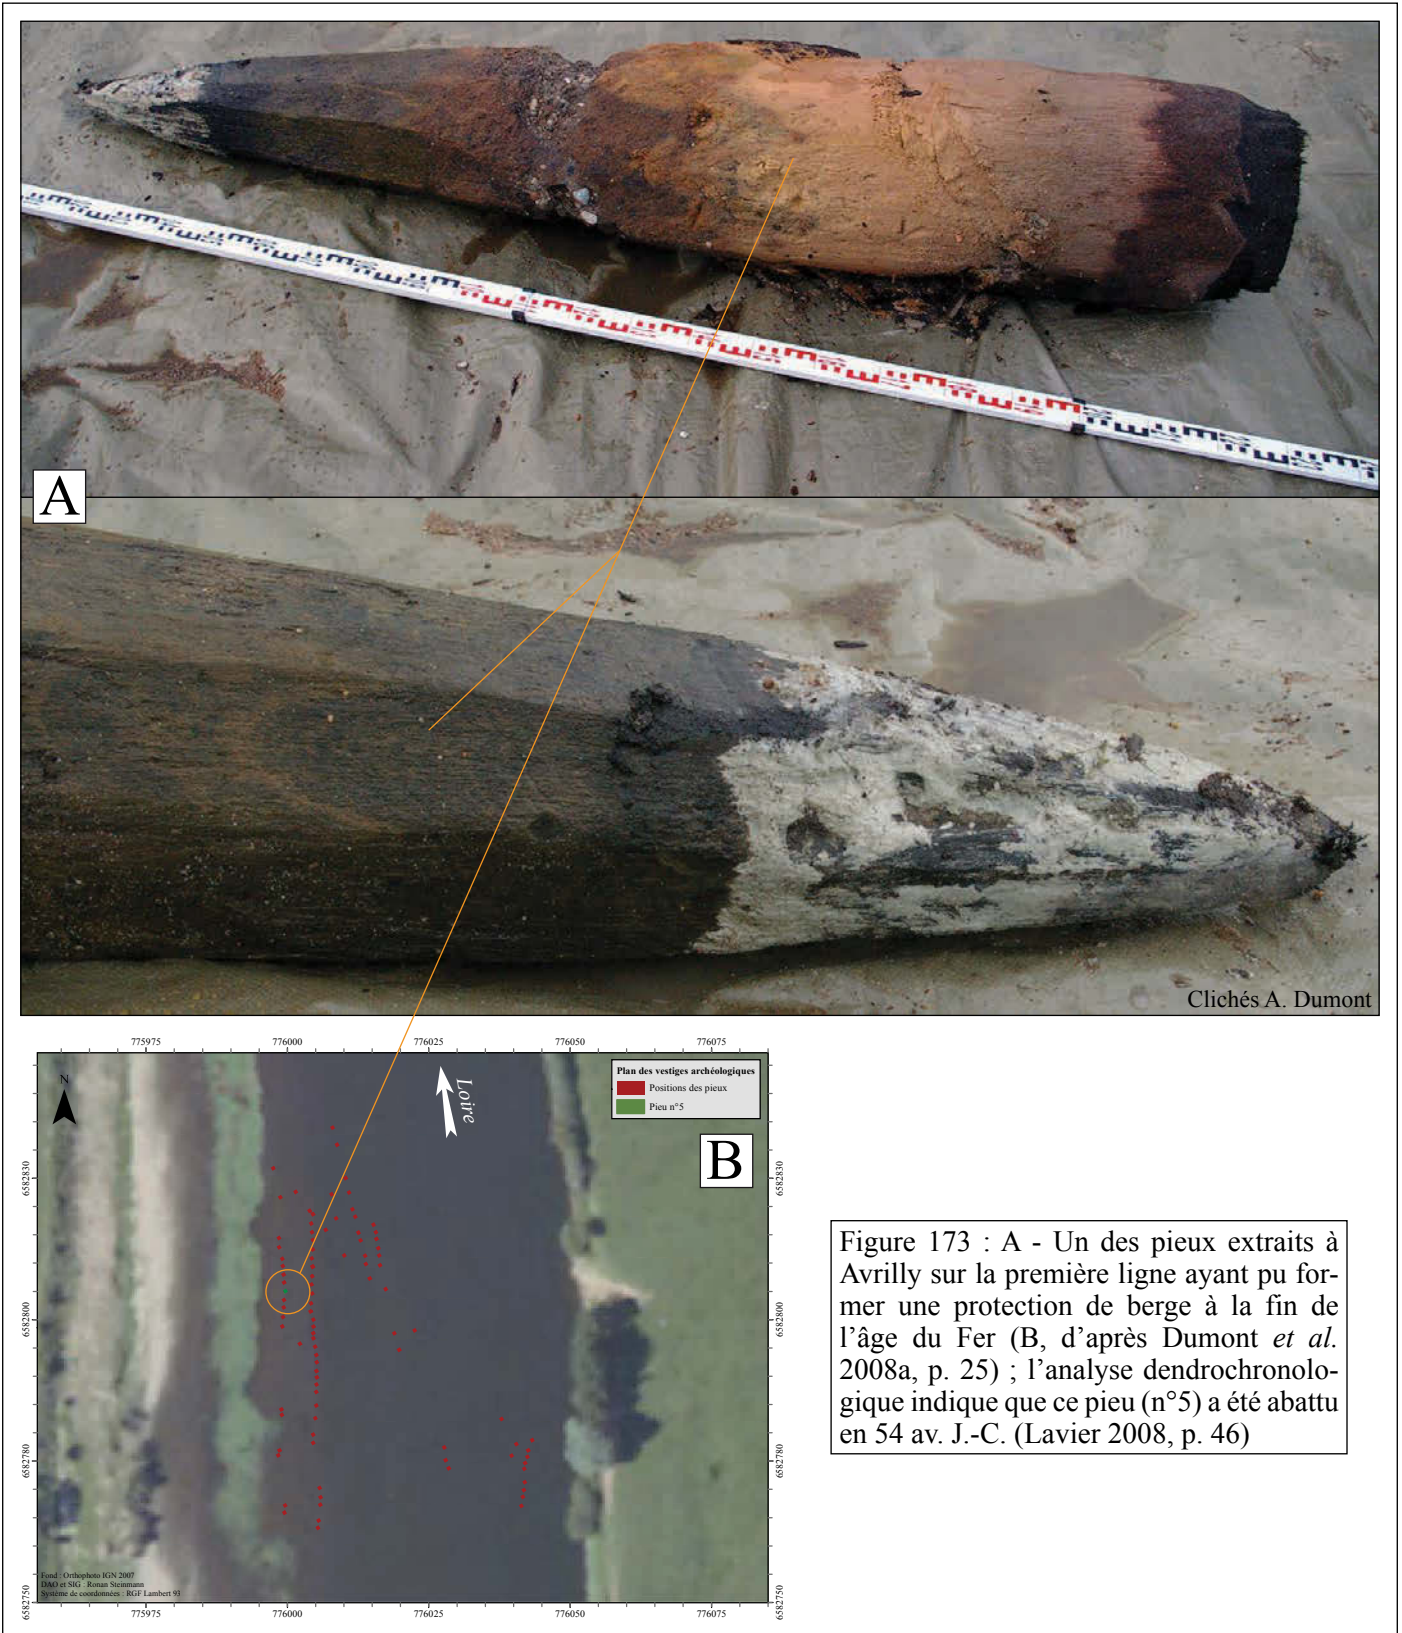 A
Clichés A. Dumont
775975 776000 776025 776050 776075
N
Loire
Plan des vestiges archéologiques
Positions des pieux
Pieu n°5
B
6582830 6582830
6582800 6582800
6582780 6582780
6582750 6582750
Fond : Orthophoto IGN 2007
DAO et SIG : Ronan Steinmann
Système de coordonnées : RGF Lambert 93
775975 776000 776025 776050 776075
Figure 173 : A - Un des pieux extraits à
Avrilly sur la première ligne ayant pu for-
mer une protection de berge à la fin de
l'âge du Fer (B, d'après Dumont et al.
2008a, p. 25) ; l'analyse dendrochronolo-
gique indique que ce pieu (n°5) a été abattu
en 54 av. J.-C. (Lavier 2008, p. 46)